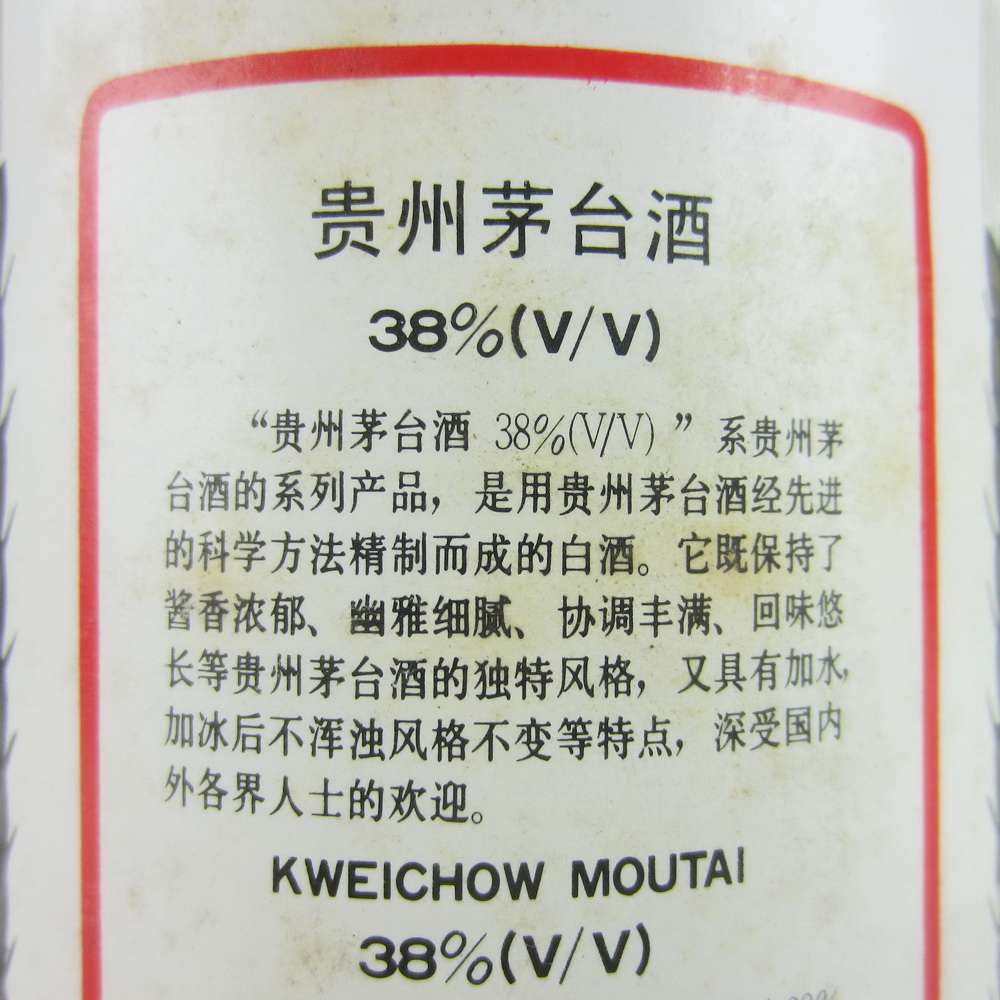 贵州茅台酒
38%(V/V)
“贵州茅台酒 38%(V/V)”系贵州茅
台酒的系列产品，是用贵州茅台酒经先进
的科学方法精制而成的白酒。它既保持了
酱香浓郁、幽雅细腻、协调丰满、回味悠
长等贵州茅台酒的独特风格，又具有加水，
加冰后不浑浊风格不变等特点，深受国内
外各界人士的欢迎。
KWEICHOW MOUTAI
38%(V/V)